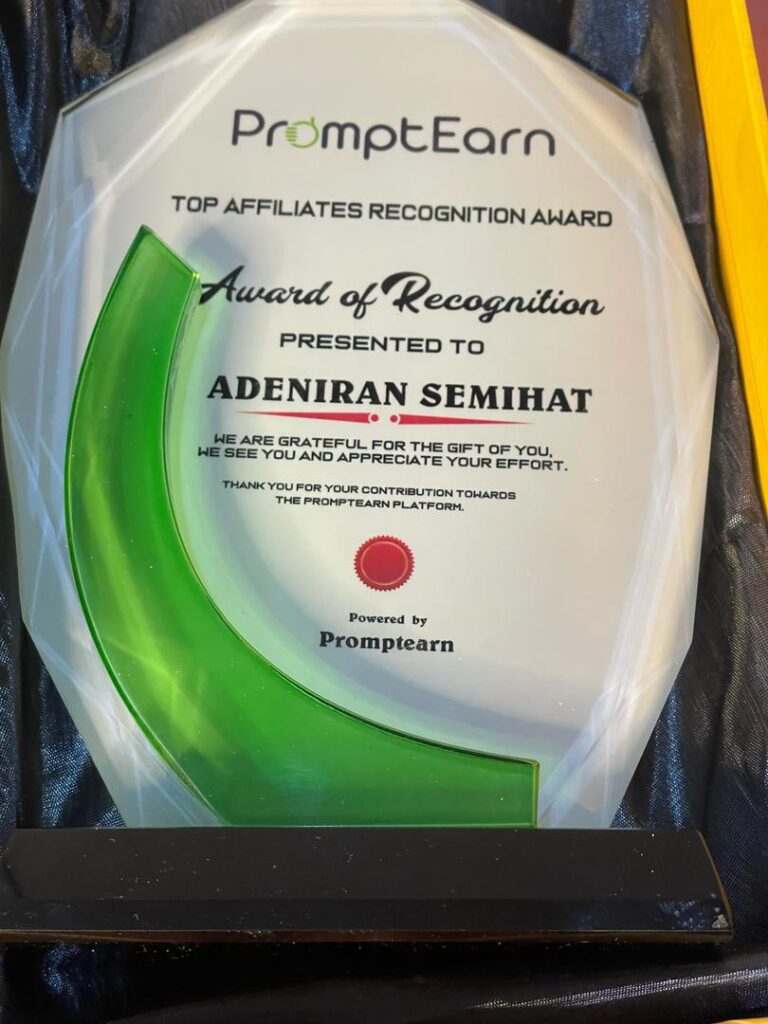 PromptEarn
TOP AFFILIATES RECOGNITION AWARD
Award of Recognition
PRESENTED TO
ADENIRAN SEMIHAT
WE ARE GRATEFUL FOR THE GIFT OF YOU,
WE SEE YOU AND APPRECIATE YOUR EFFORT.
THANK YOU FOR YOUR CONTRIBUTION TOWARDS
THE PROMPTEARN PLATFORM.
Powered by
Promptearn